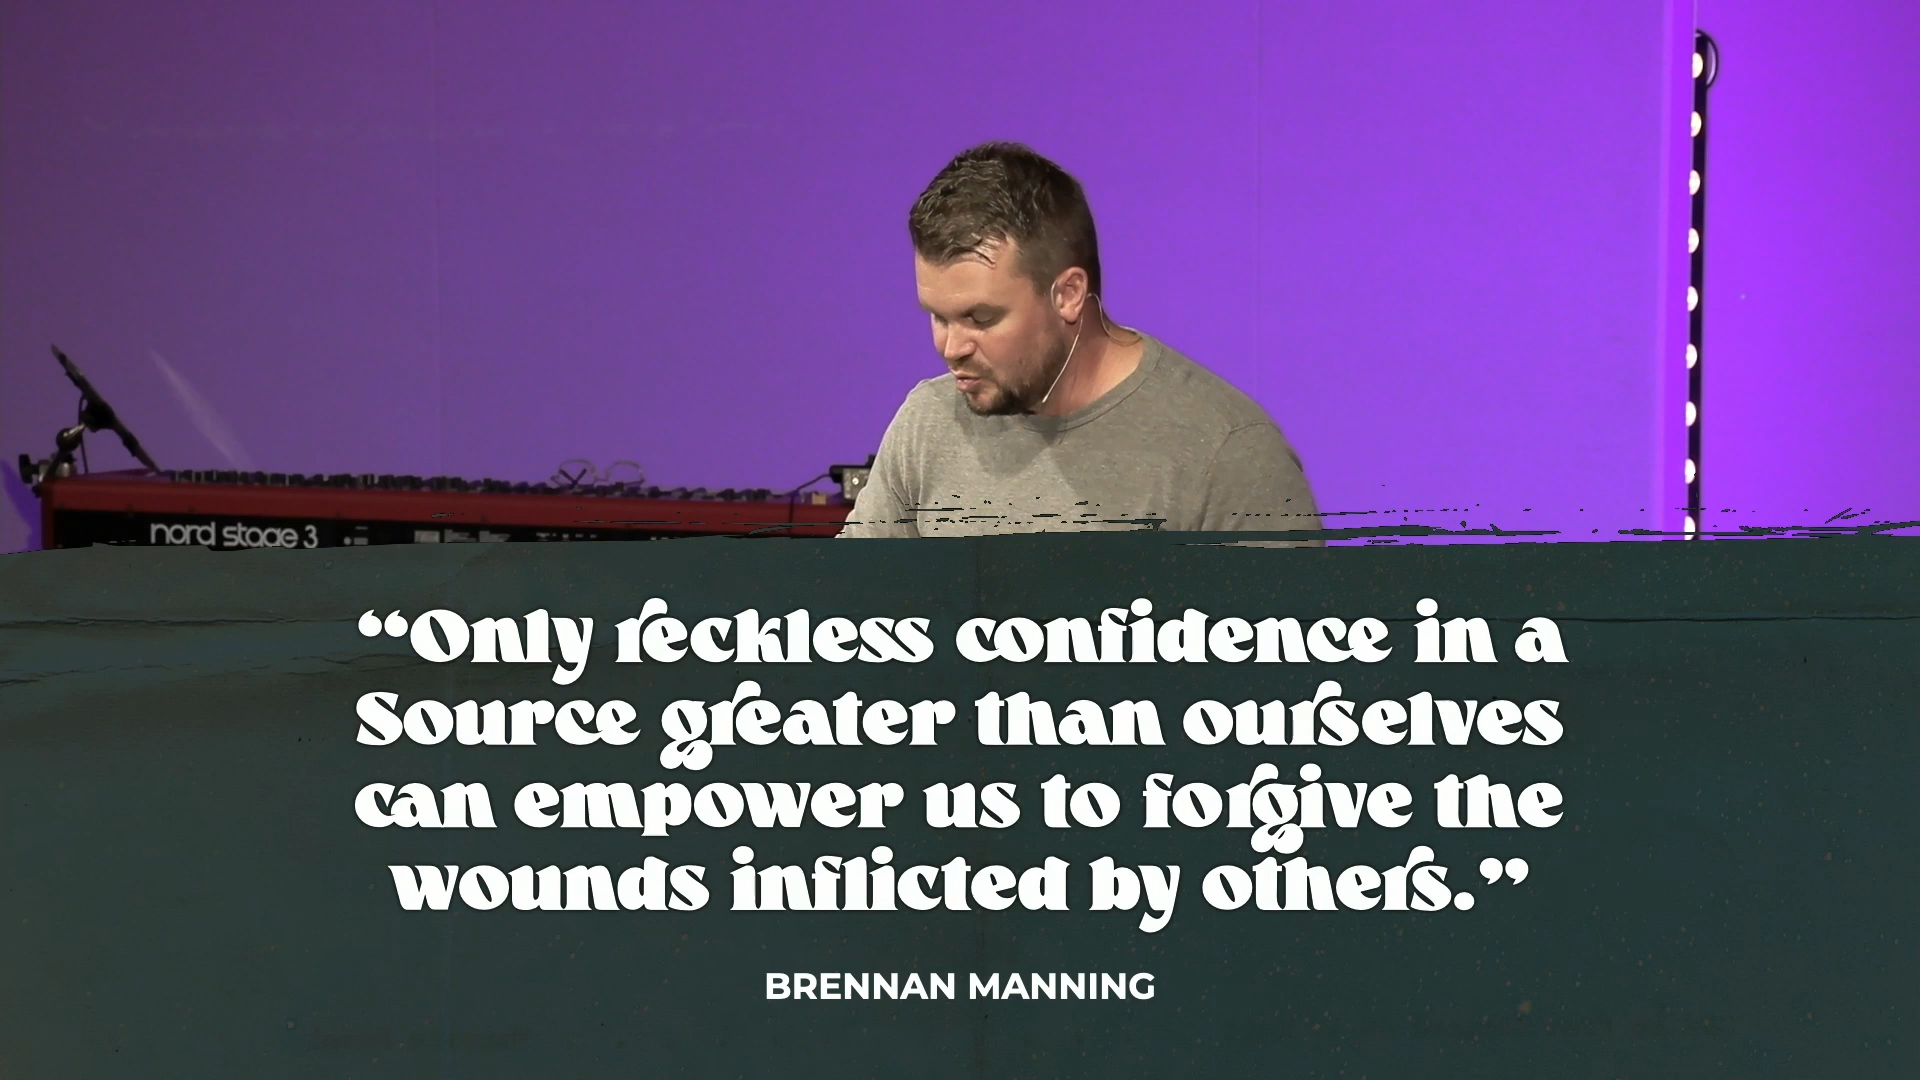 nord stage 3
“Only reckless confidence in a
Source greater than ourselves
can empower us to forgive the
wounds inflicted by others.”
BRENNAN MANNING